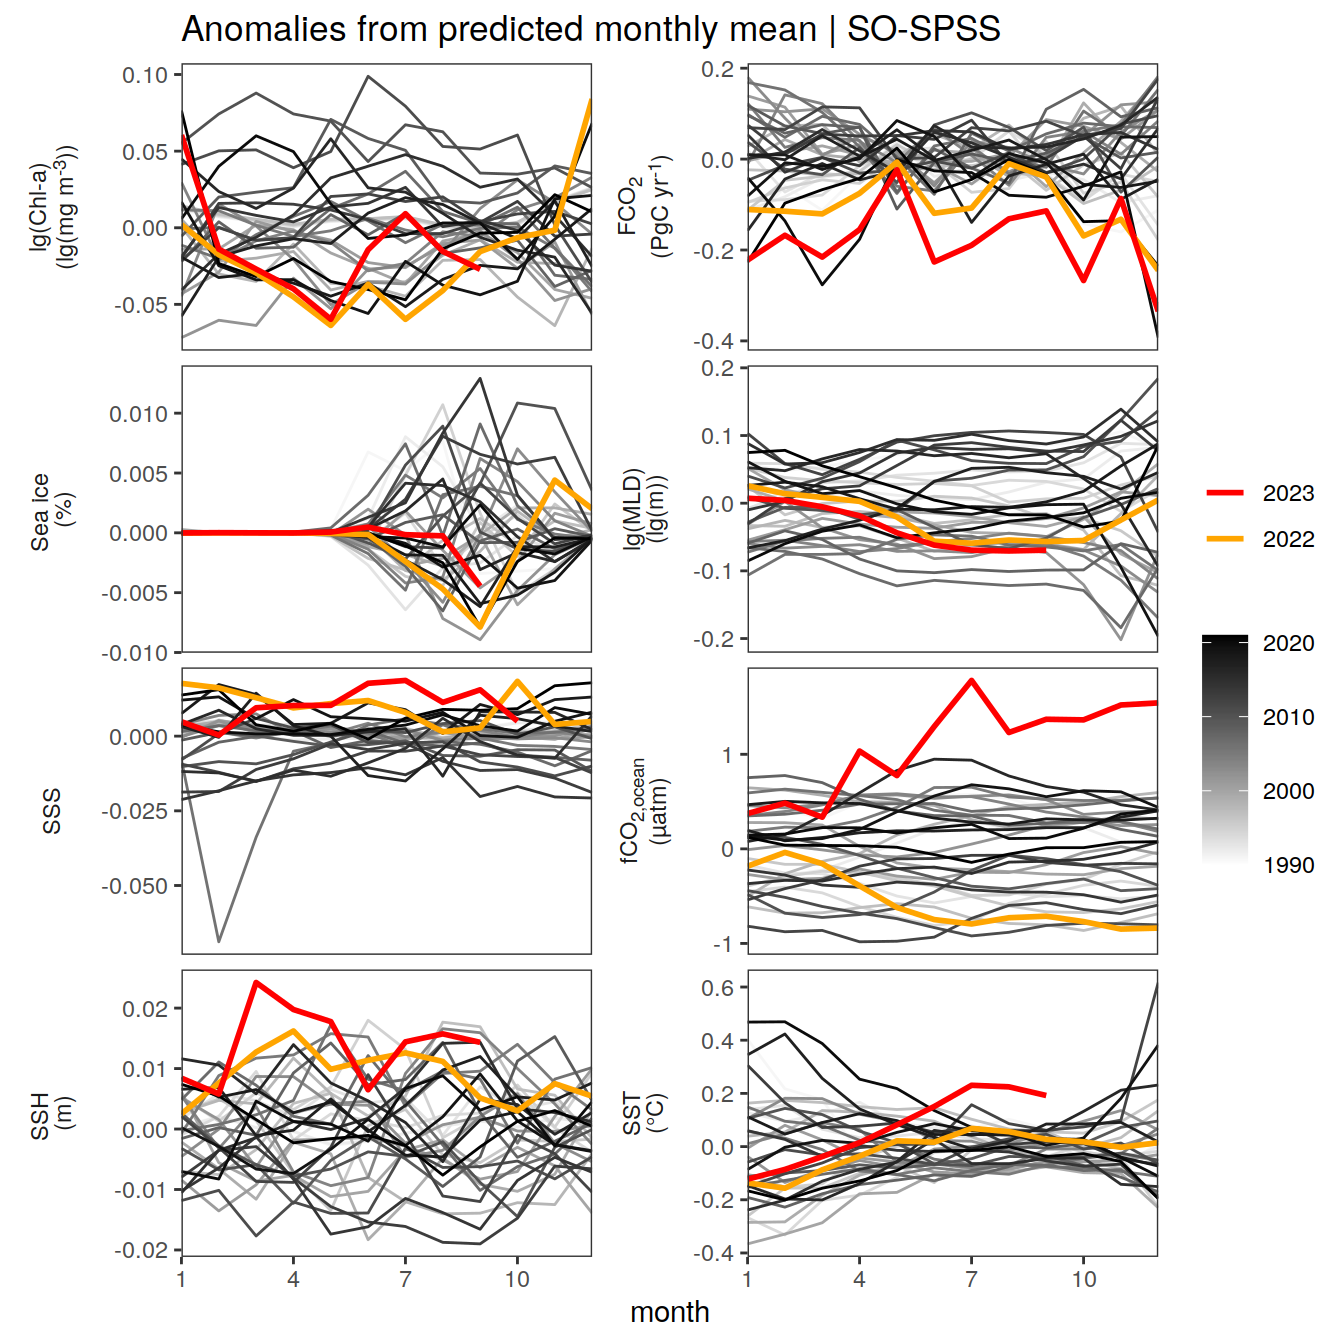 Anomalies from predicted monthly mean | SO-SPSS
lg(Chl-a)
(lg(mg m⁻³))
0.10
0.05
0.00
-0.05
FCO₂
(PgC yr⁻¹)
0.2
0.0
-0.2
-0.4
Sea ice
(%)
0.010
0.005
0.000
-0.005
-0.010
lg(MLD)
(lg(m))
0.2
0.1
0.0
-0.1
-0.2
SSS
0.000
-0.025
-0.050
fCO2,ocean
(µatm)
1
0
-1
SSH
(m)
0.02
0.01
0.00
-0.01
-0.02
SST
(°C)
0.6
0.4
0.2
0.0
-0.2
-0.4
1 4 7 10
1 4 7 10
month
2023
2022
2020
2010
2000
1990